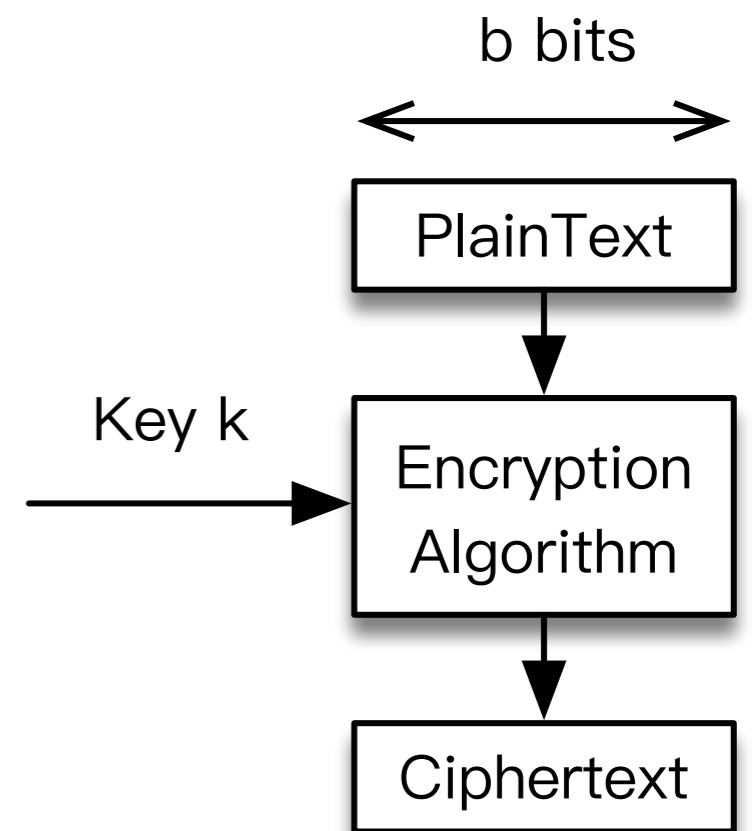 b bits
PlainText
Key k
Encryption
Algorithm
Ciphertext